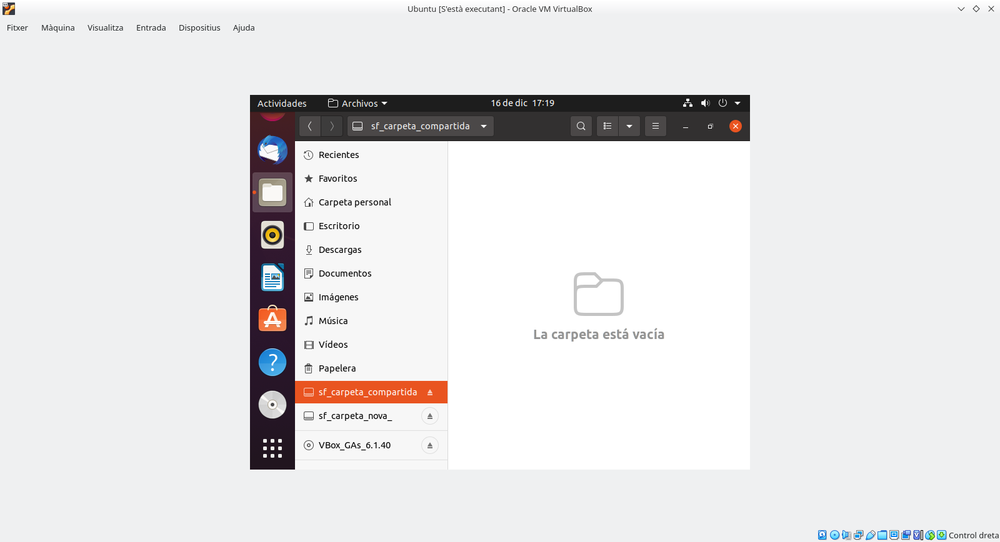 Ubuntu [S'està executant] - Oracle VM VirtualBox
Fitxer Màquina Visualitza Entrada Dispositius Ajuda
Actividades Archivos 16 de dic 17:19
sf_carpeta_compartida
Recientes
Favoritos
Carpeta personal
Escritorio
Descargas
Documentos
Imágenes
Música
Vídeos
Papelera
sf_carpeta_compartida
sf_carpeta_nova_
VBox_GAs_6.1.40
La carpeta está vacía
Control dreta